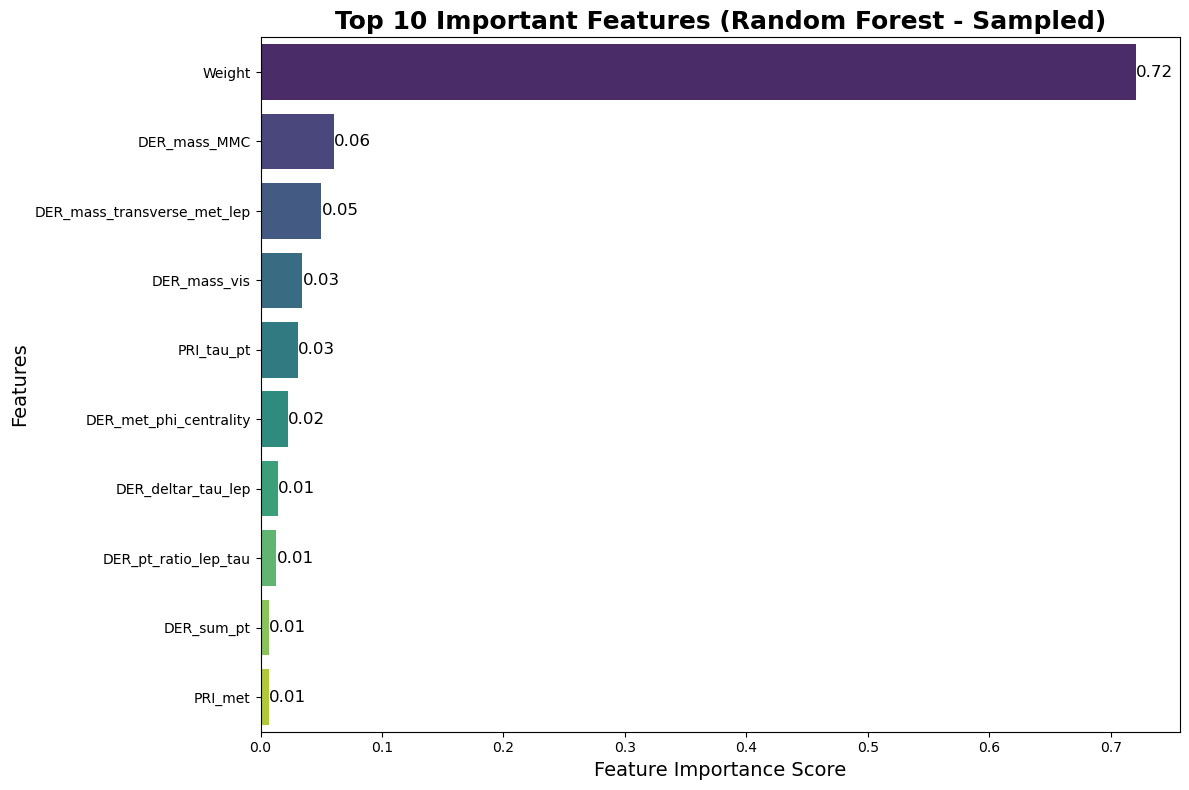 Top 10 Important Features (Random Forest - Sampled)
Weight 0.72
DER_mass_MMC 0.06
DER_mass_transverse_met_lep 0.05
DER_mass_vis 0.03
PRI_tau_pt 0.03
DER_met_phi_centrality 0.02
DER_deltar_tau_lep 0.01
DER_pt_ratio_lep_tau 0.01
DER_sum_pt 0.01
PRI_met 0.01
Features
0.0 0.1 0.2 0.3 0.4 0.5 0.6 0.7
Feature Importance Score